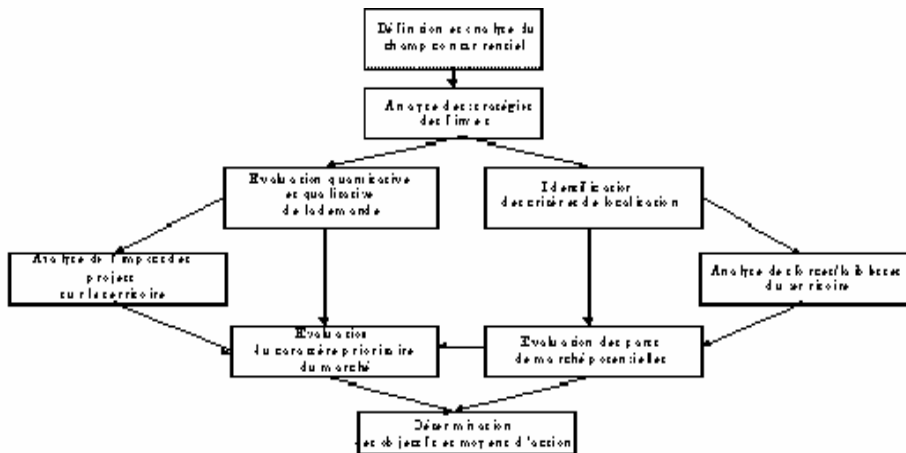 Définition et analyse du
champ concurrentiel
Analyse des stratégies
des firmes
Evaluation quantitative
et qualitative
de la demande
Identification
des critères de localisation
Analyse de l'impact des
projets
sur le territoire
Analyse des forces/faiblesses
du territoire
Evaluation
du caractère prioritaire
du marché
Evaluation des parts
de marché potentielles
Détermination
des objectifs et moyens d'action